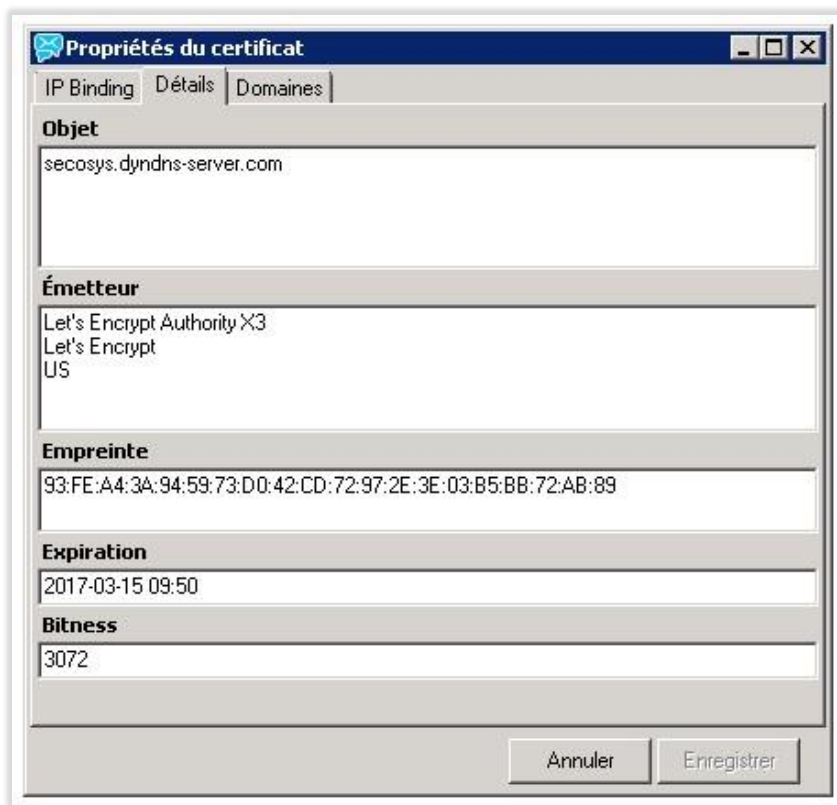 Propriétés du certificat
IP Binding Détails Domaines
Objet
secosys.dyndns-server.com
Émetteur
Let's Encrypt Authority X3
Let's Encrypt
US
Empreinte
93:FE:A4:3A:94:59:73:D0:42:CD:72:97:2E:3E:03:B5:BB:72:AB:89
Expiration
2017-03-15 09:50
Bitness
3072
Annuler Enregistrer